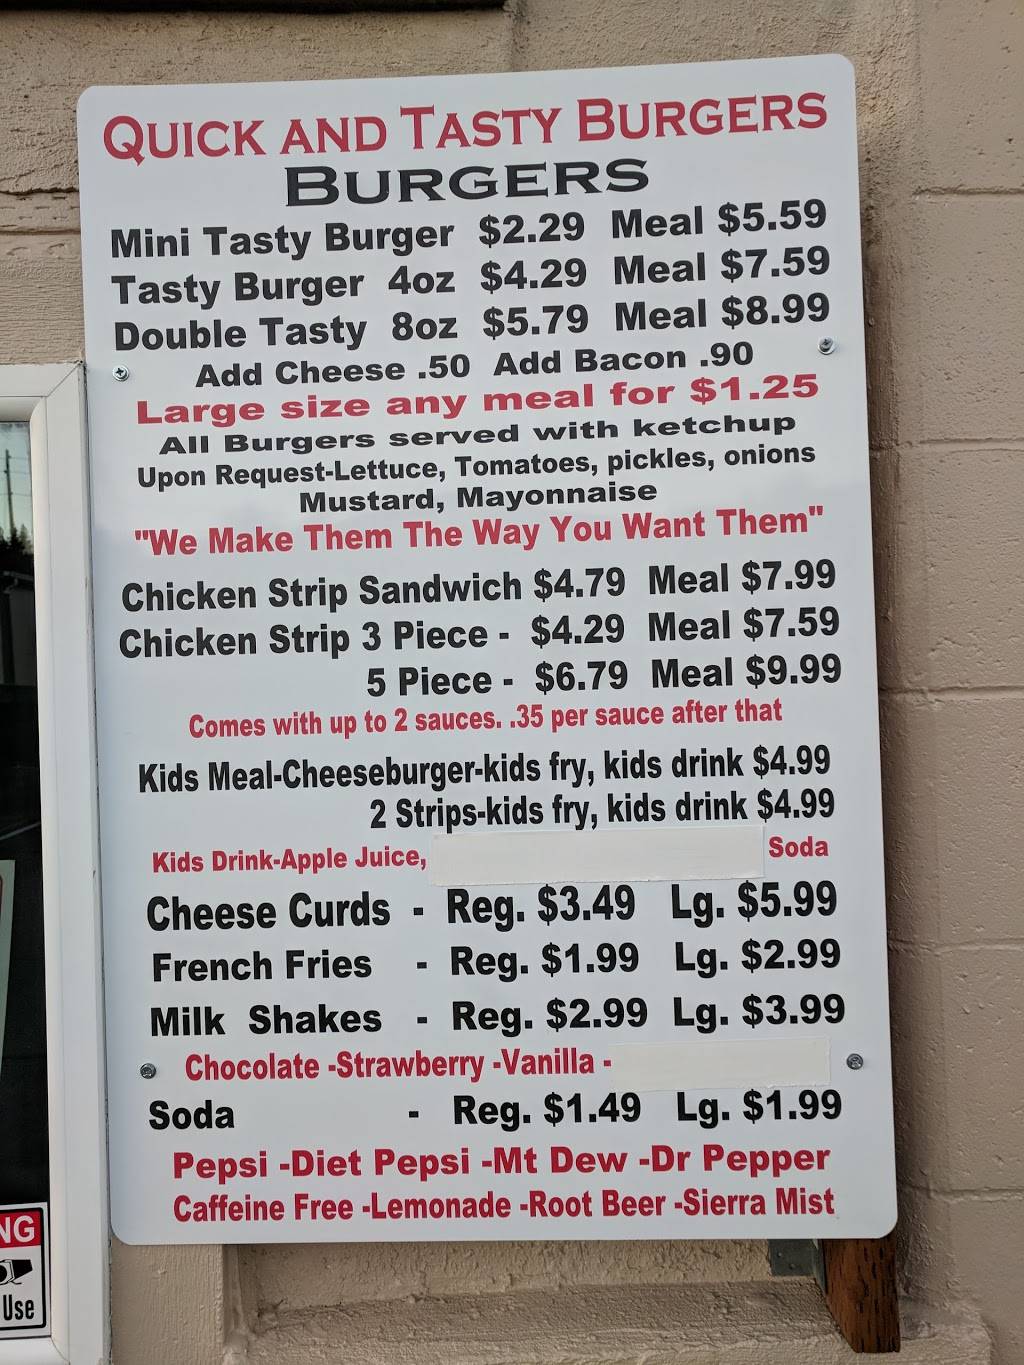 QUICK AND TASTY BURGERS
BURGERS
Mini Tasty Burger $2.29 Meal $5.59
Tasty Burger 4oz $4.29 Meal $7.59
Double Tasty 8oz $5.79 Meal $8.99
Add Cheese .50 Add Bacon .90
Large size any meal for $1.25
All Burgers served with ketchup
Upon Request-Lettuce, Tomatoes, pickles, onions
Mustard, Mayonnaise
"We Make Them The Way You Want Them"
Chicken Strip Sandwich $4.79 Meal $7.99
Chicken Strip 3 Piece - $4.29 Meal $7.59
5 Piece - $6.79 Meal $9.99
Comes with up to 2 sauces. .35 per sauce after that
Kids Meal-Cheeseburger-kids fry, kids drink $4.99
2 Strips-kids fry, kids drink $4.99
Kids Drink-Apple Juice, Soda
Cheese Curds - Reg. $3.49 Lg. $5.99
French Fries - Reg. $1.99 Lg. $2.99
Milk Shakes - Reg. $2.99 Lg. $3.99
Chocolate -Strawberry -Vanilla -
Soda - Reg. $1.49 Lg. $1.99
Pepsi -Diet Pepsi -Mt Dew -Dr Pepper
Caffeine Free -Lemonade -Root Beer -Sierra Mist
NG
Use